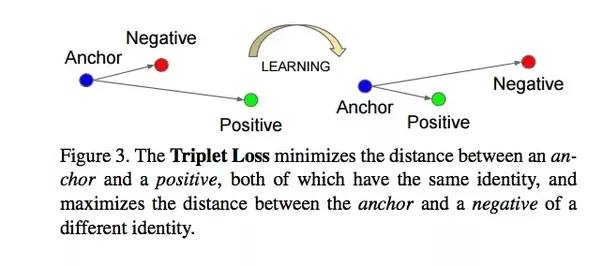 Negative
Anchor
LEARNING
Positive
Negative
Anchor
Positive
Figure 3. The Triplet Loss minimizes the distance between an an-
chor and a positive, both of which have the same identity, and
maximizes the distance between the anchor and a negative of a
different identity.